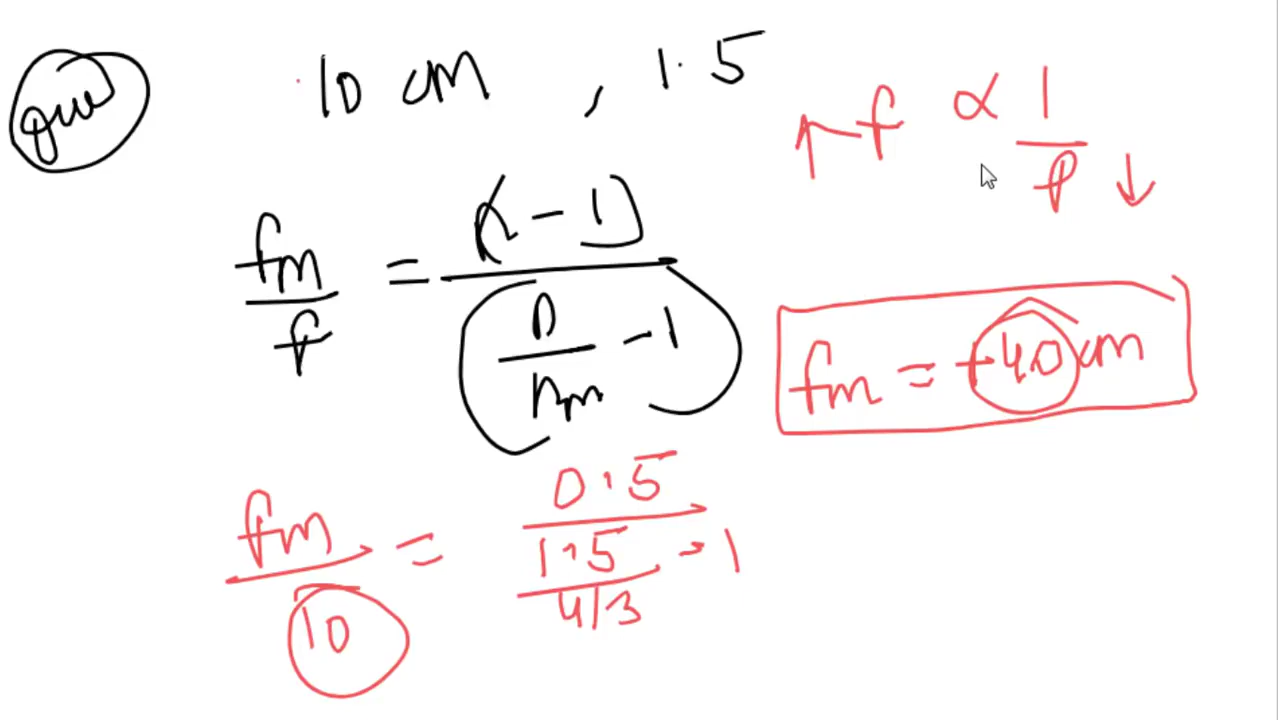 Que
10 cm , 1.5
↑f ∝ 1/P ↓
fm/f = (n - 1)/(n/nm - 1)
fm = +40 cm
fm/10 = 0.5/(1.5/4/3 - 1)